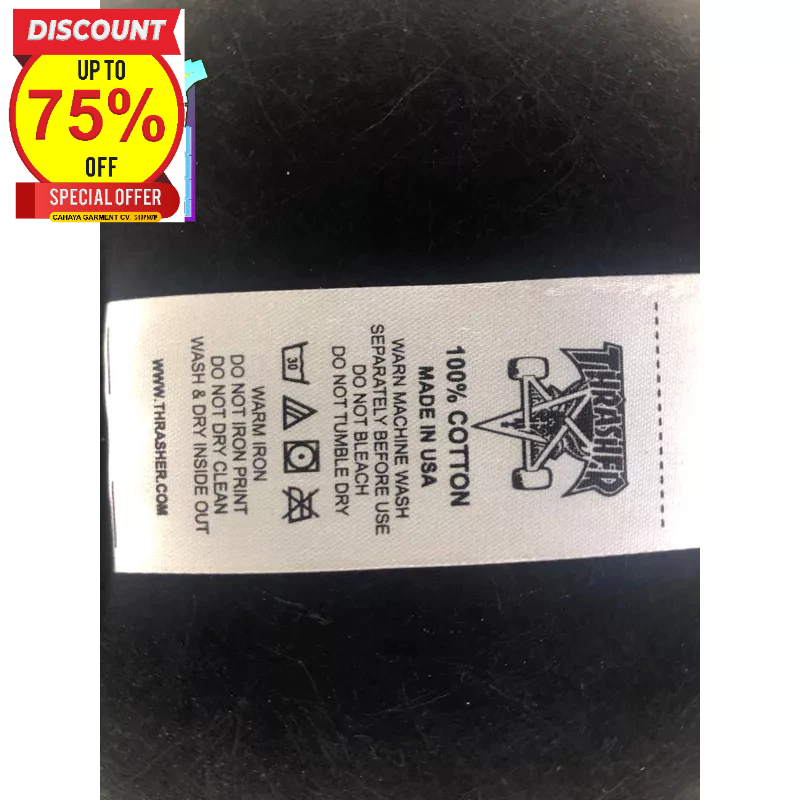 DISCOUNT
UP TO
75%
OFF
SPECIAL OFFER
CAHAYA GARMENT CV. SHOP NOW
THRASHER
100% COTTON
MADE IN USA
WARN MACHINE WASH
SEPARATELY BEFORE USE
DO NOT BLEACH
DO NOT TUMBLE DRY
30
WARM IRON
DO NOT IRON PRINT
DO NOT DRY CLEAN
WASH & DRY INSIDE OUT
WWW.THRASHER.COM